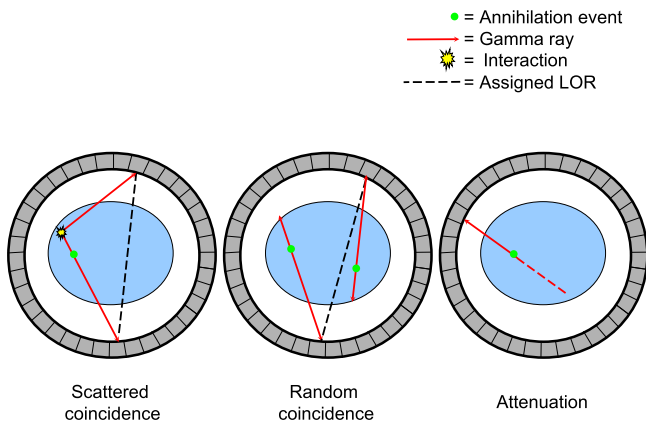 = Annihilation event
= Gamma ray
= Interaction
= Assigned LOR
Scattered
coincidence
Random
coincidence
Attenuation